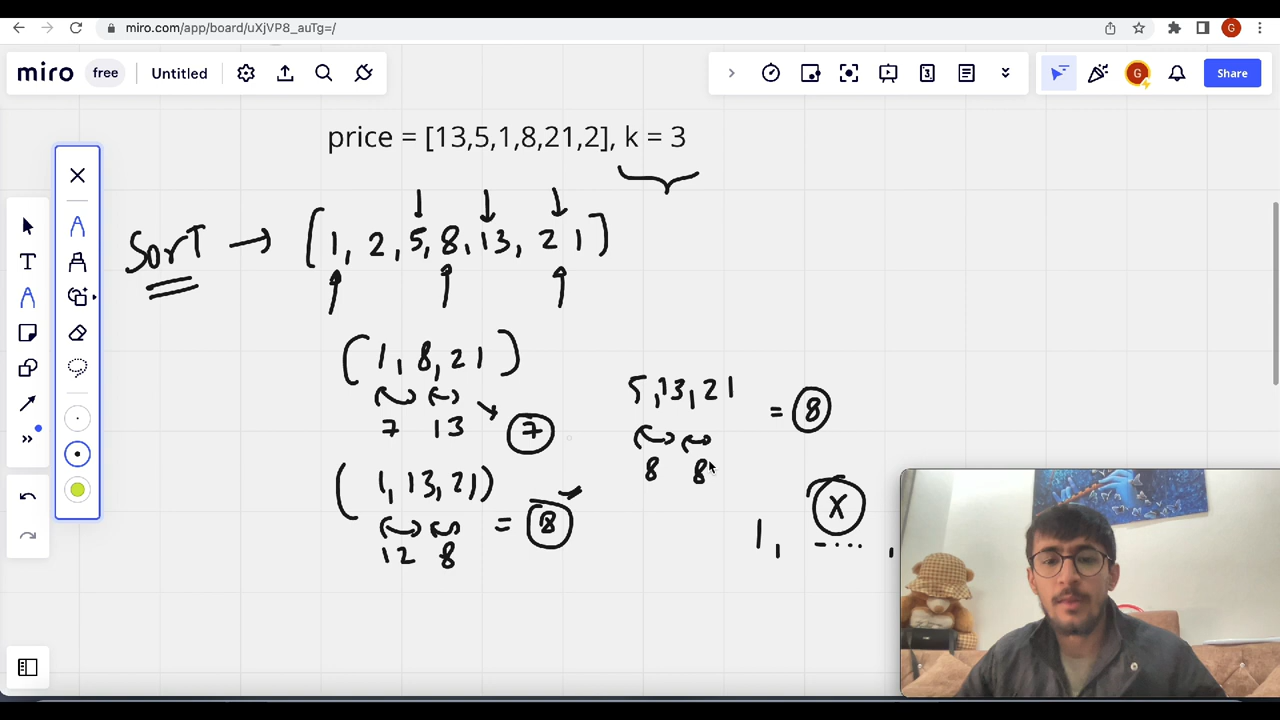 miro.com/app/board/uXjVP8_auTg=/
G
miro free Untitled
3
G
Share
price = [13,5,1,8,21,2], k = 3
SorT → [1, 2, 5, 8, 13, 21]
(1, 8, 21)
7 13 7
5, 13, 21 = 8
8 8
(1, 13, 21) = 8
12 8
1, X ....,
T